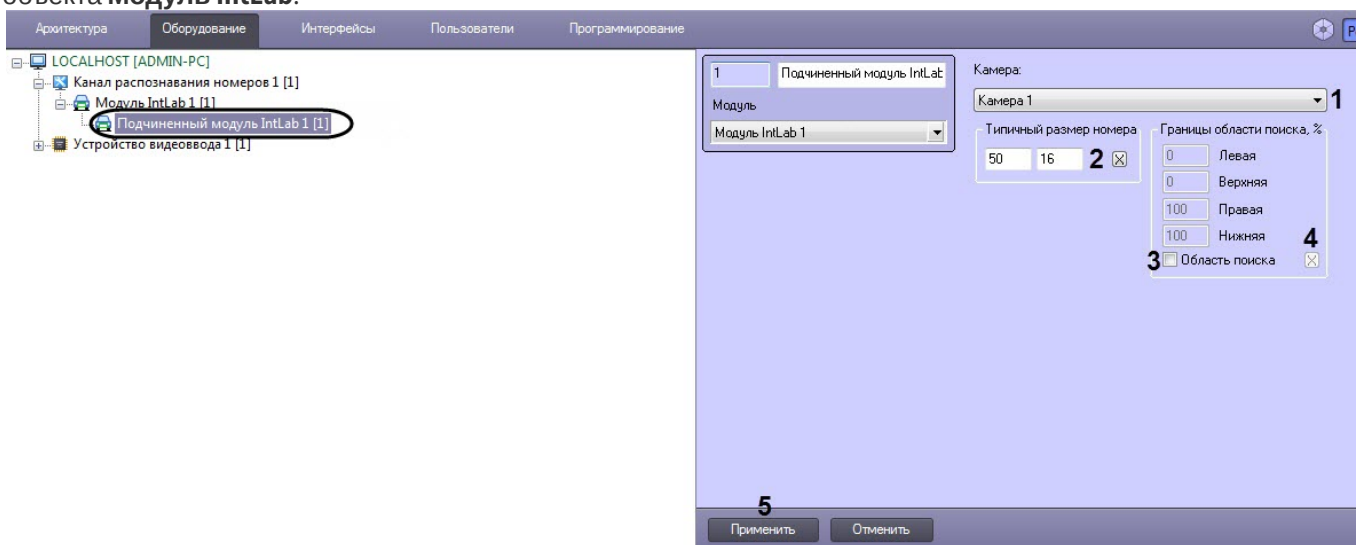 объекта Модуль IntLab.
Архитектура Оборудование Интерфейсы Пользователи Программирование
LOCALHOST [ADMIN-PC]
Канал распознавания номеров 1 [1]
Модуль IntLab 1 [1]
Подчиненный модуль IntLab 1 [1]
Устройство видеоввода 1 [1]
1 Подчиненный модуль IntLab
Модуль
Модуль IntLab 1
Камера:
Камера 1 1
Типичный размер номера
50 16 2
Границы области поиска, %
0 Левая
0 Верхняя
100 Правая
100 Нижняя 4
3 Область поиска
5
Применить Отменить